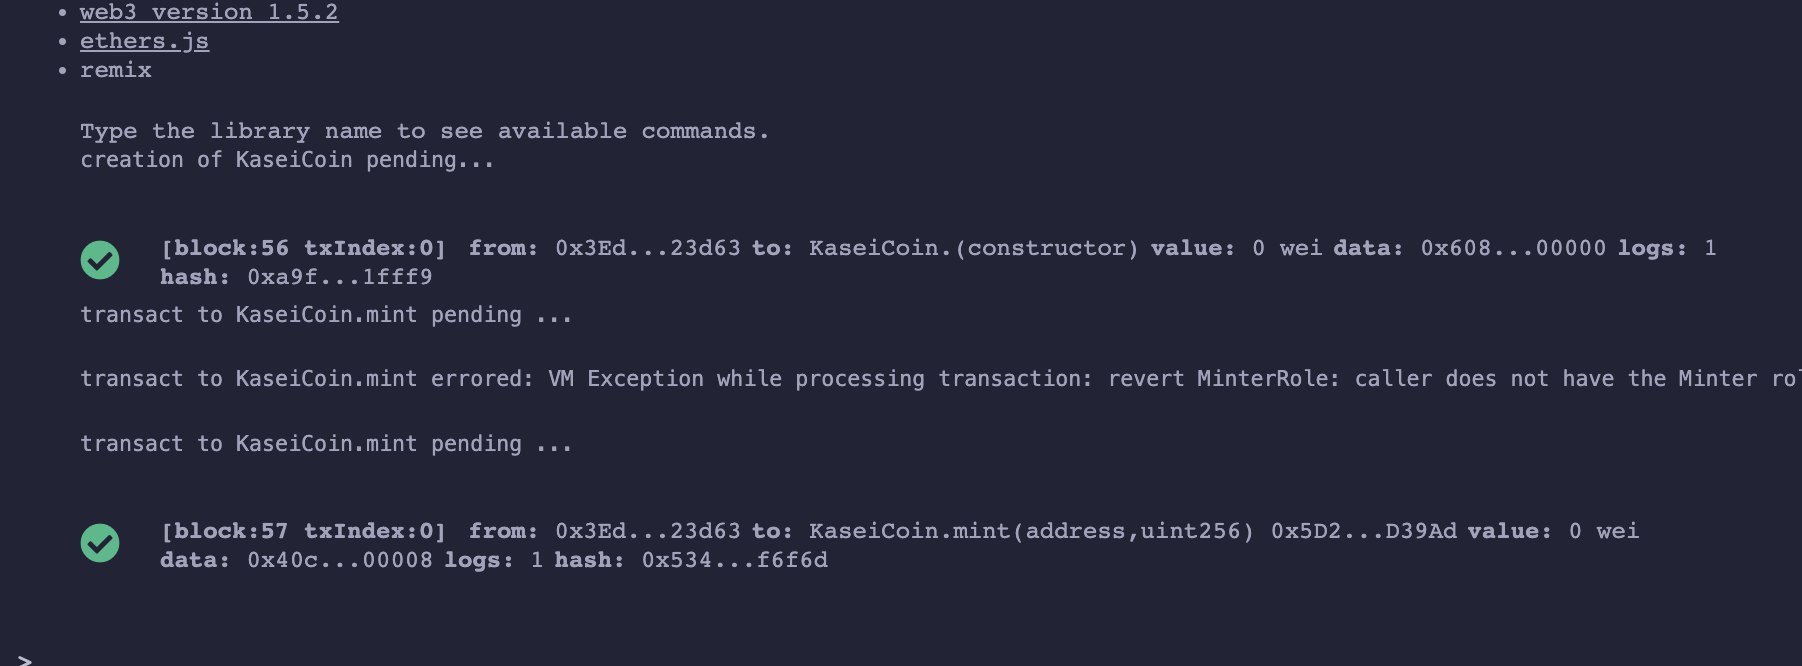 • web3 version 1.5.2
• ethers.js
• remix
Type the library name to see available commands.
creation of KaseiCoin pending...
[block:56 txIndex:0] from: 0x3Ed...23d63 to: KaseiCoin.(constructor) value: 0 wei data: 0x608...00000 logs: 1
hash: 0xa9f...1fff9
transact to KaseiCoin.mint pending ...
transact to KaseiCoin.mint errored: VM Exception while processing transaction: revert MinterRole: caller does not have the Minter
transact to KaseiCoin.mint pending ...
[block:57 txIndex:0] from: 0x3Ed...23d63 to: KaseiCoin.mint(address,uint256) 0x5D2...D39Ad value: 0 wei
data: 0x40c...00008 logs: 1 hash: 0x534...f6f6d
>